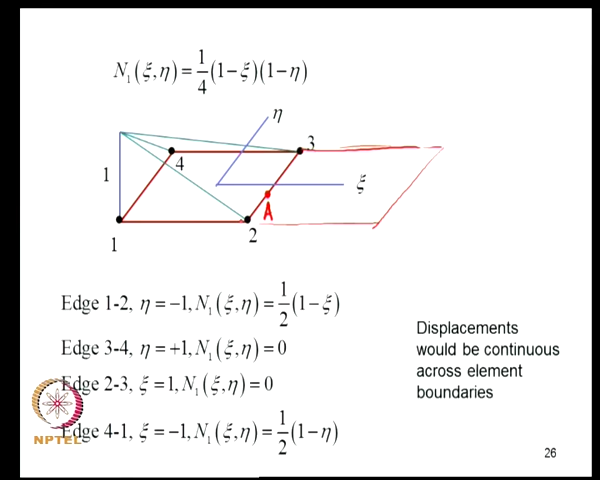 N₁(ξ,η) = 1/4 (1−ξ)(1−η)
η
3
4
1
ξ
A
1
2
Edge 1-2, η = −1, N₁(ξ,η) = 1/2 (1−ξ)
Edge 3-4, η = +1, N₁(ξ,η) = 0
Edge 2-3, ξ = 1, N₁(ξ,η) = 0
Edge 4-1, ξ = −1, N₁(ξ,η) = 1/2 (1−η)
Displacements
would be continuous
across element
boundaries
NPTEL
26